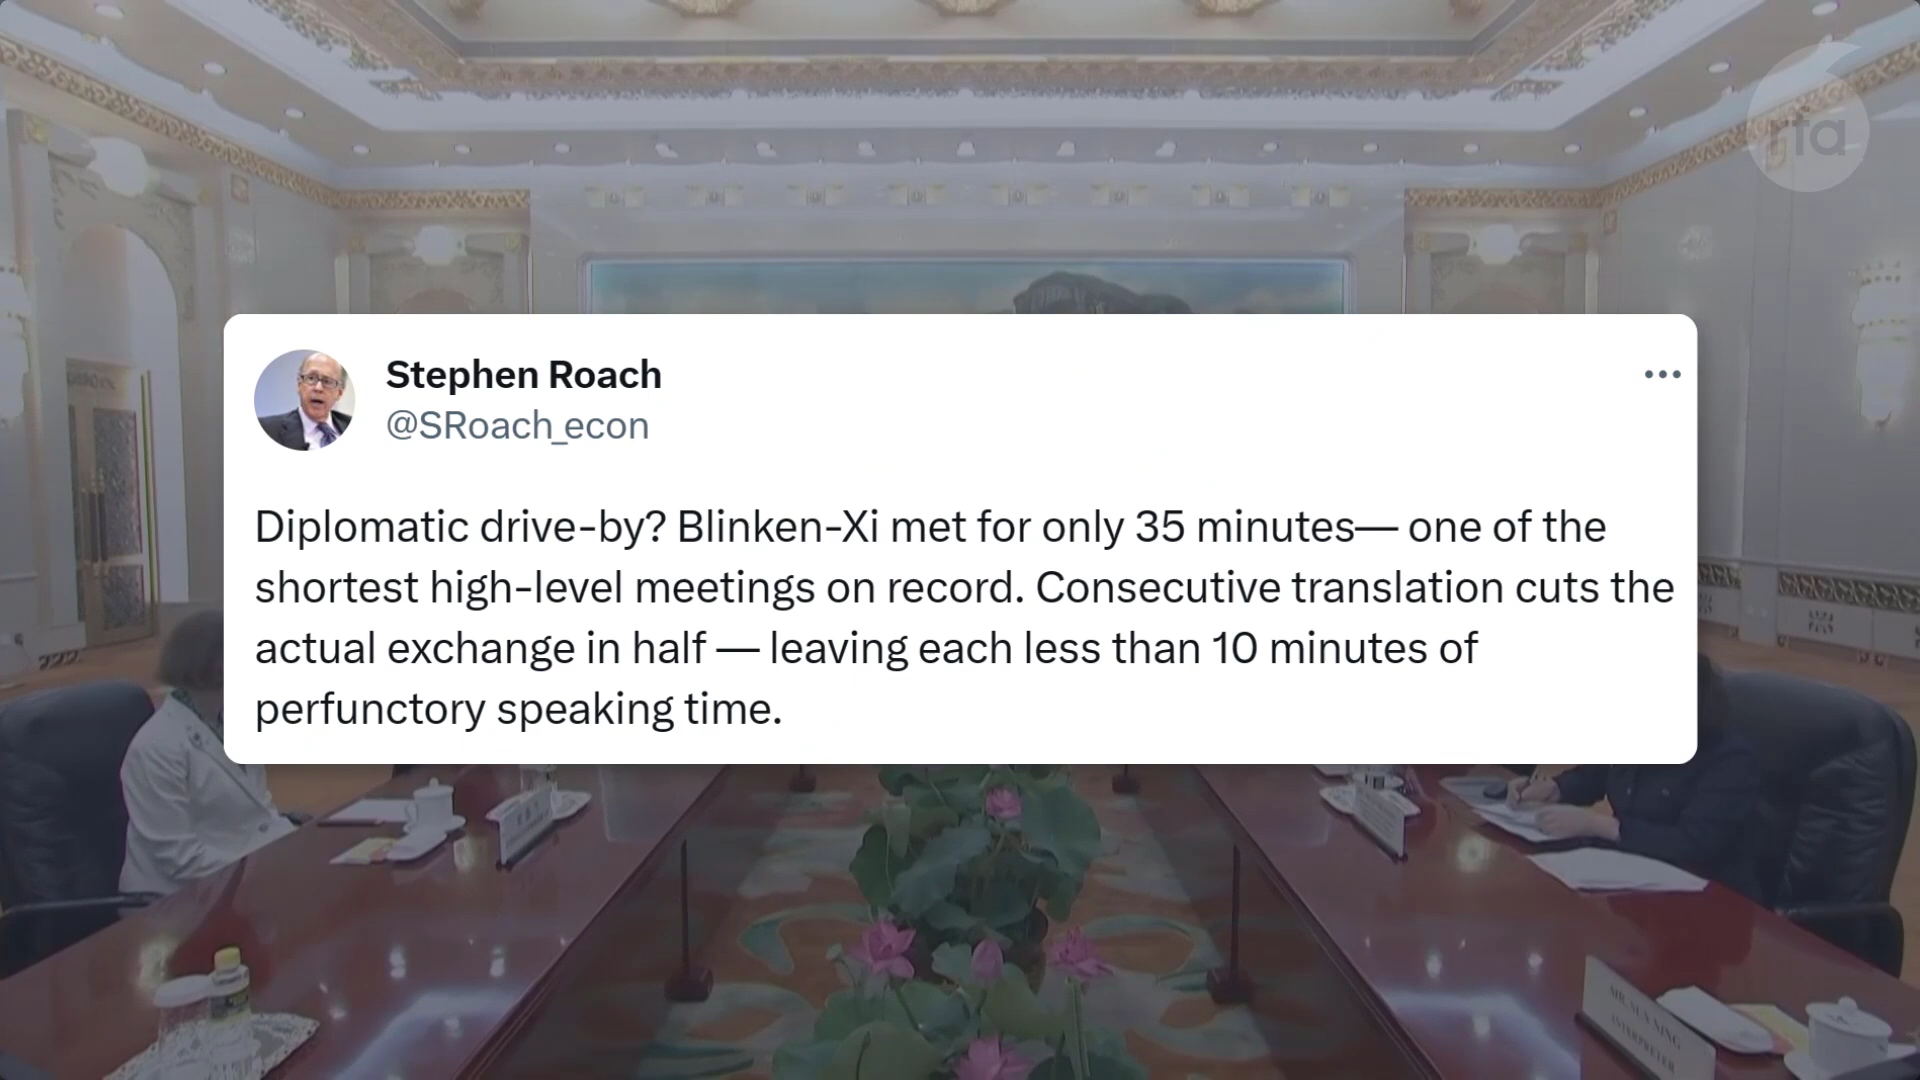 rfa
Stephen Roach
@SRoach_econ
Diplomatic drive-by? Blinken-Xi met for only 35 minutes— one of the
shortest high-level meetings on record. Consecutive translation cuts the
actual exchange in half — leaving each less than 10 minutes of
perfunctory speaking time.
INTERPRETER